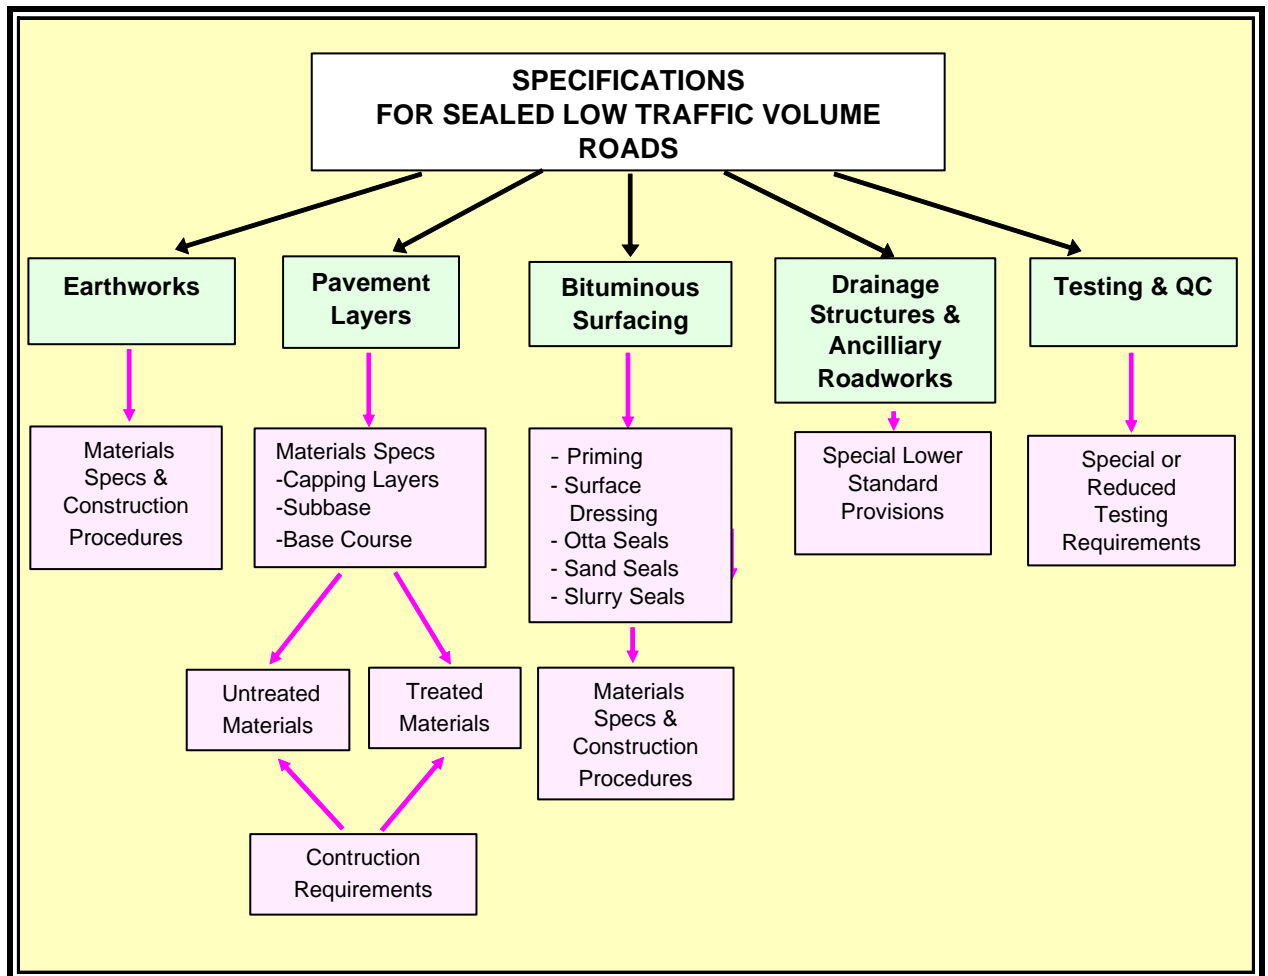 SPECIFICATIONS
FOR SEALED LOW TRAFFIC VOLUME
ROADS
Earthworks
Pavement
Layers
Bituminous
Surfacing
Drainage
Structures &
Ancilliary
Roadworks
Testing & QC
Materials
Specs &
Construction
Procedures
Materials Specs
-Capping Layers
-Subbase
-Base Course
- Priming
- Surface
Dressing
- Otta Seals
- Sand Seals
- Slurry Seals
Special Lower
Standard
Provisions
Special or
Reduced
Testing
Requirements
Untreated
Materials
Treated
Materials
Materials
Specs &
Construction
Procedures
Contruction
Requirements